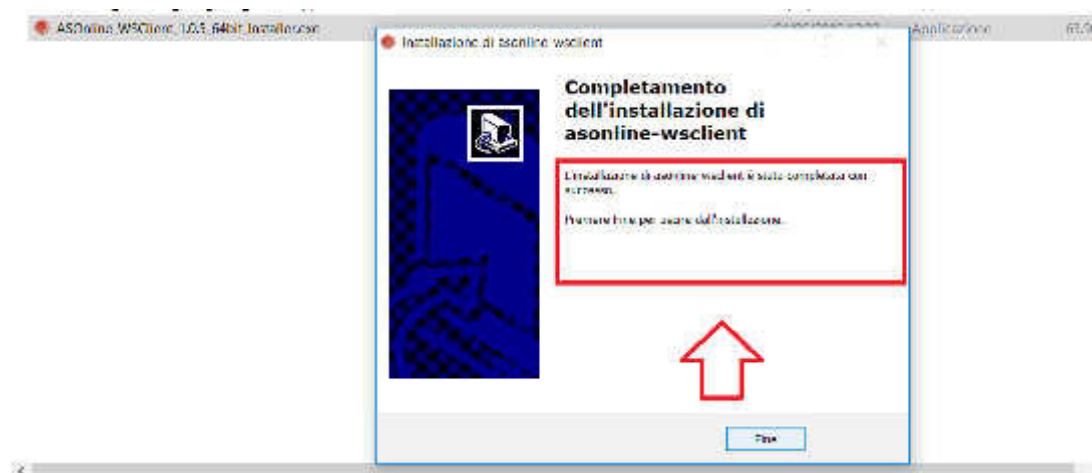 ASOnline_WSClient_1.0.5_64bit_Installer.exe
Applicazione
Installazione di asonline-wsclient
Completamento
dell'installazione di
asonline-wsclient
L'installazione di asonline-wsclient è stata completata con
successo.
Premere Fine per uscire dall'installazione.
Fine